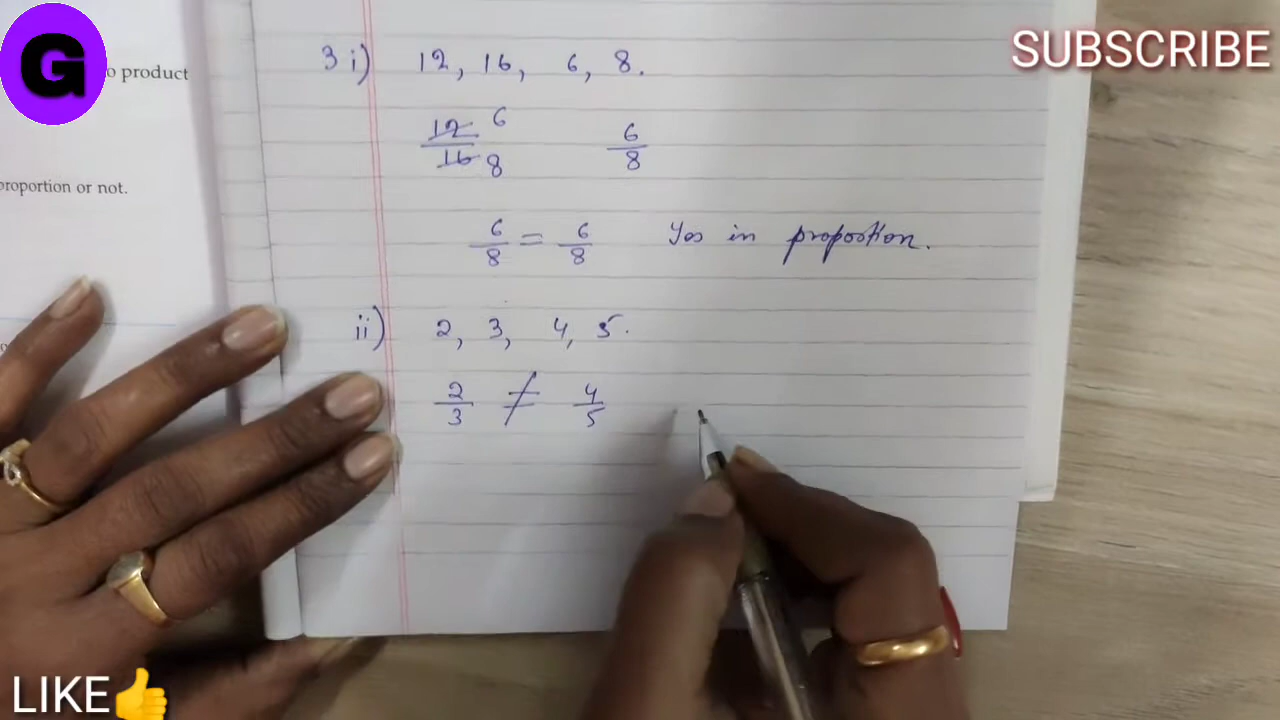 G
SUBSCRIBE
o product
proportion or not.
3 i) 12, 16, 6, 8.
12 6 6
16 8 8
6 = 6 Yes in proportion.
8 8
ii) 2, 3, 4, 5.
2 ≠ 4
3 5
LIKE👍